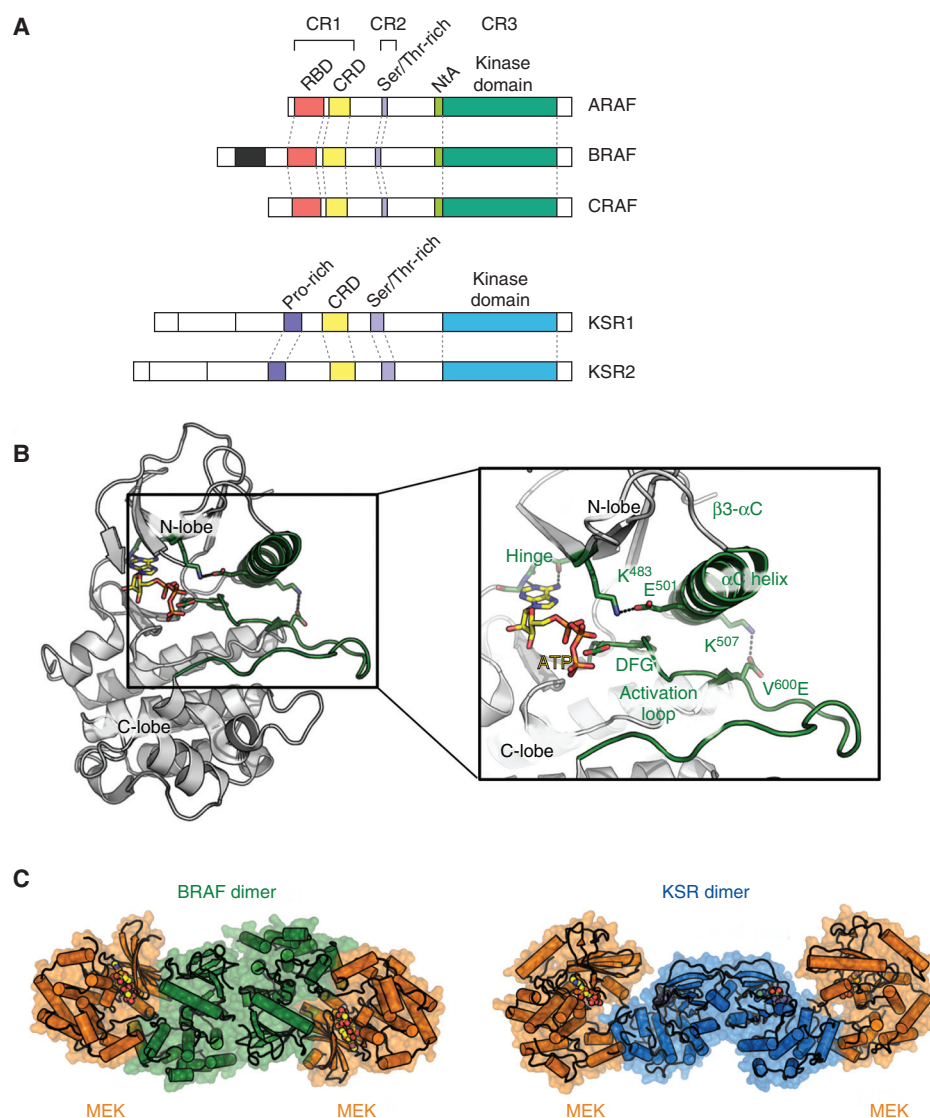 A
CR1
CR2
CR3
RBD
CRD
Ser/Thr-rich
NtA
Kinase
domain
ARAF
BRAF
CRAF
Pro-rich
CRD
Ser/Thr-rich
Kinase
domain
KSR1
KSR2
B
N-lobe
C-lobe
N-lobe
β3-αC
Hinge
K483
E501
αC helix
K507
ATP
DFG
V600E
Activation
loop
C-lobe
C
BRAF dimer
KSR dimer
MEK
MEK
MEK
MEK